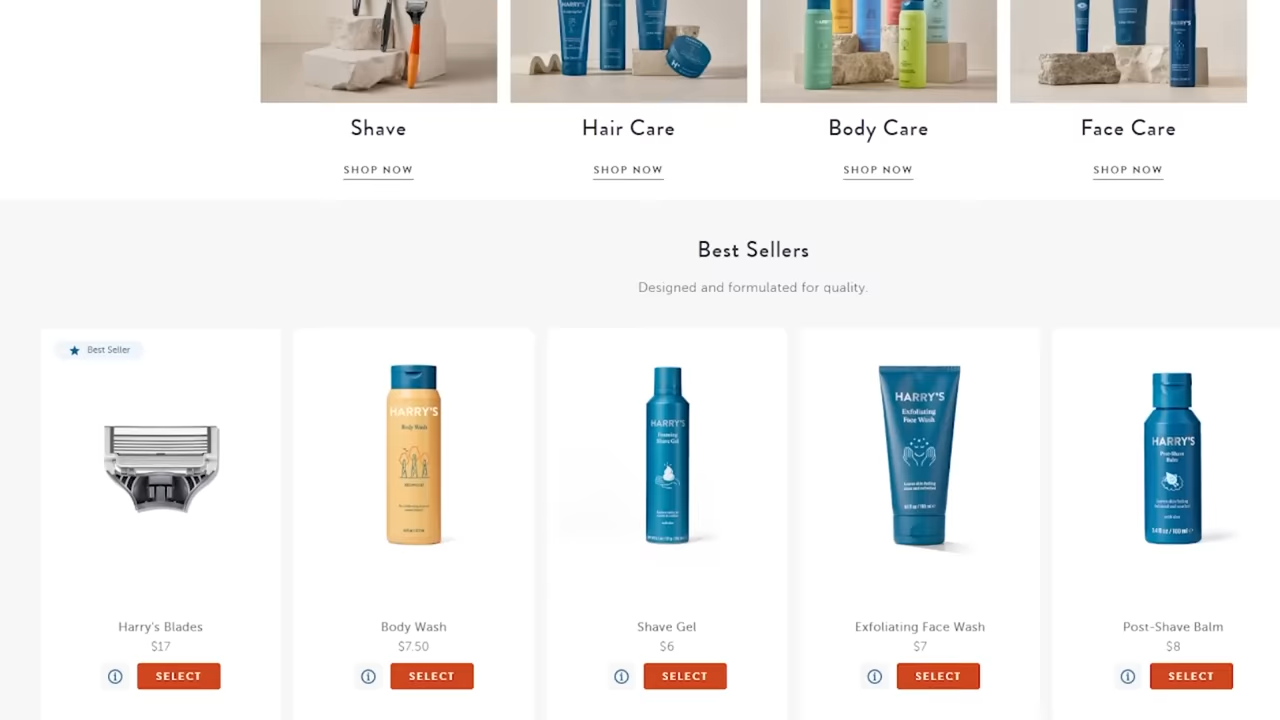 Shave
Hair Care
Body Care
Face Care
SHOP NOW
SHOP NOW
SHOP NOW
SHOP NOW
Best Sellers
Designed and formulated for quality.
Best Seller
HARRY'S
Body Wash
HARRY'S
Foaming
Shave Gel
HARRY'S
Exfoliating
Face Wash
HARRY'S
Post-Shave
Balm
Harry's Blades
$17
SELECT
Body Wash
$7.50
SELECT
Shave Gel
$6
SELECT
Exfoliating Face Wash
$7
SELECT
Post-Shave Balm
$8
SELECT